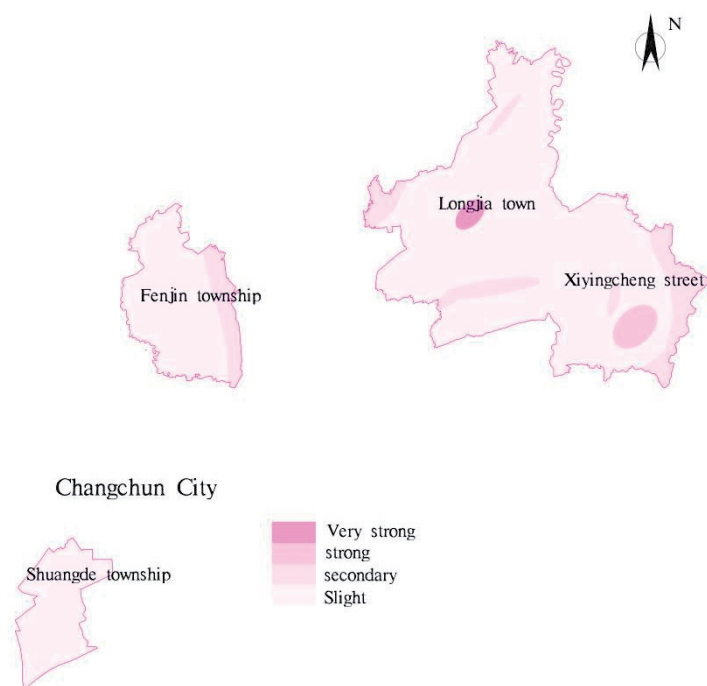 N
Longjia town
Xiyingcheng street
Fenjin township
Changchun City
Very strong
strong
secondary
Slight
Shuangde township